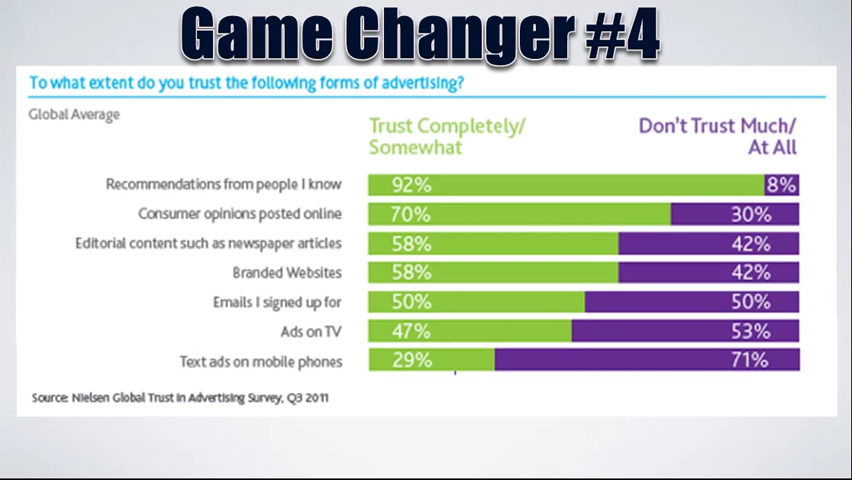 Game Changer #4
To what extent do you trust the following forms of advertising?
Global Average
Trust Completely/
Somewhat
Don't Trust Much/
At All
Recommendations from people I know 92% 8%
Consumer opinions posted online 70% 30%
Editorial content such as newspaper articles 58% 42%
Branded Websites 58% 42%
Emails I signed up for 50% 50%
Ads on TV 47% 53%
Text ads on mobile phones 29% 71%
Source: Nielsen Global Trust in Advertising Survey, Q3 2011